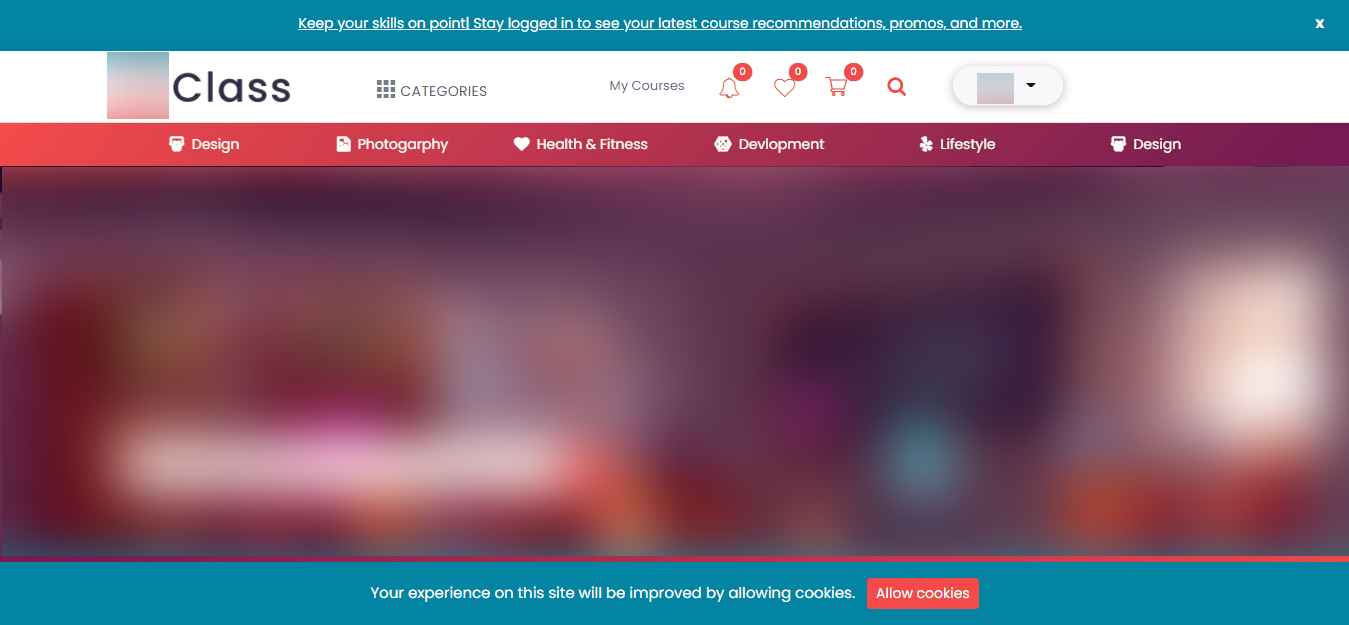 Keep your skills on point| Stay logged in to see your latest course recommendations, promos, and more.
x
Class
CATEGORIES
My Courses
0
0
0
Design
Photogarphy
Health & Fitness
Devlopment
Lifestyle
Design
Your experience on this site will be improved by allowing cookies.
Allow cookies